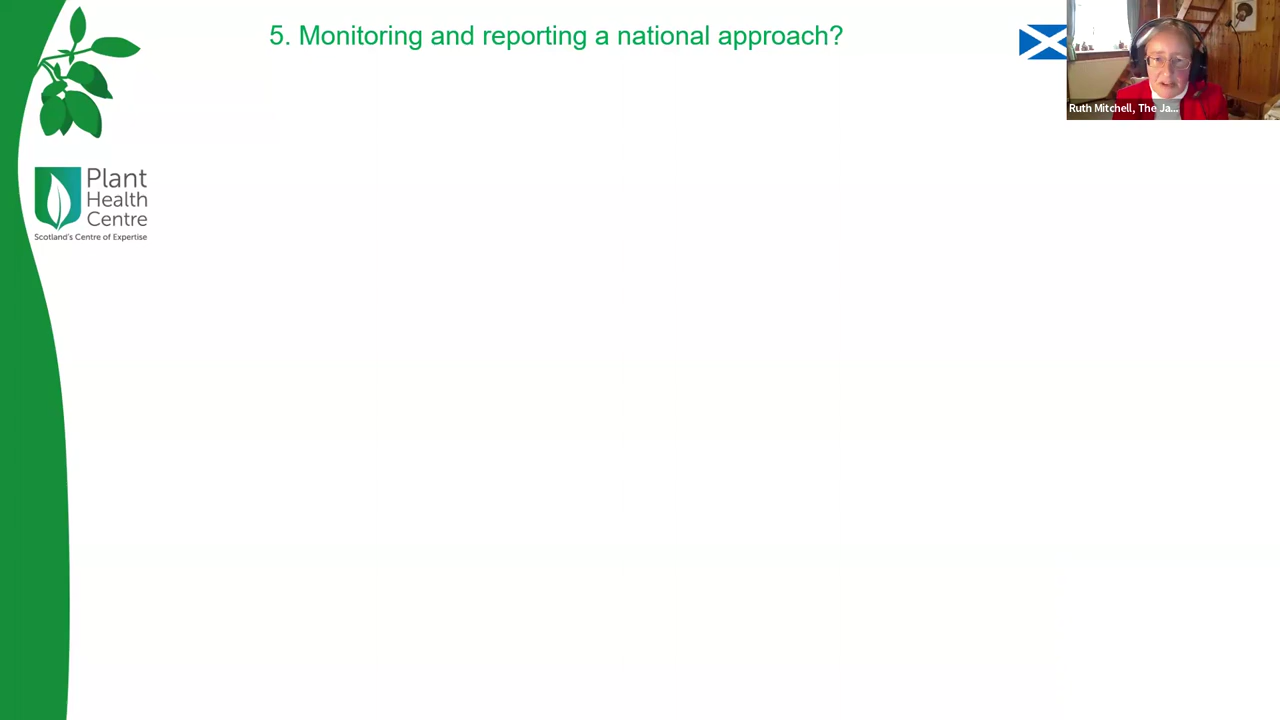 5. Monitoring and reporting a national approach?
Ruth Mitchell, The Ja...
Plant
Health
Centre
Scotland's Centre of Expertise